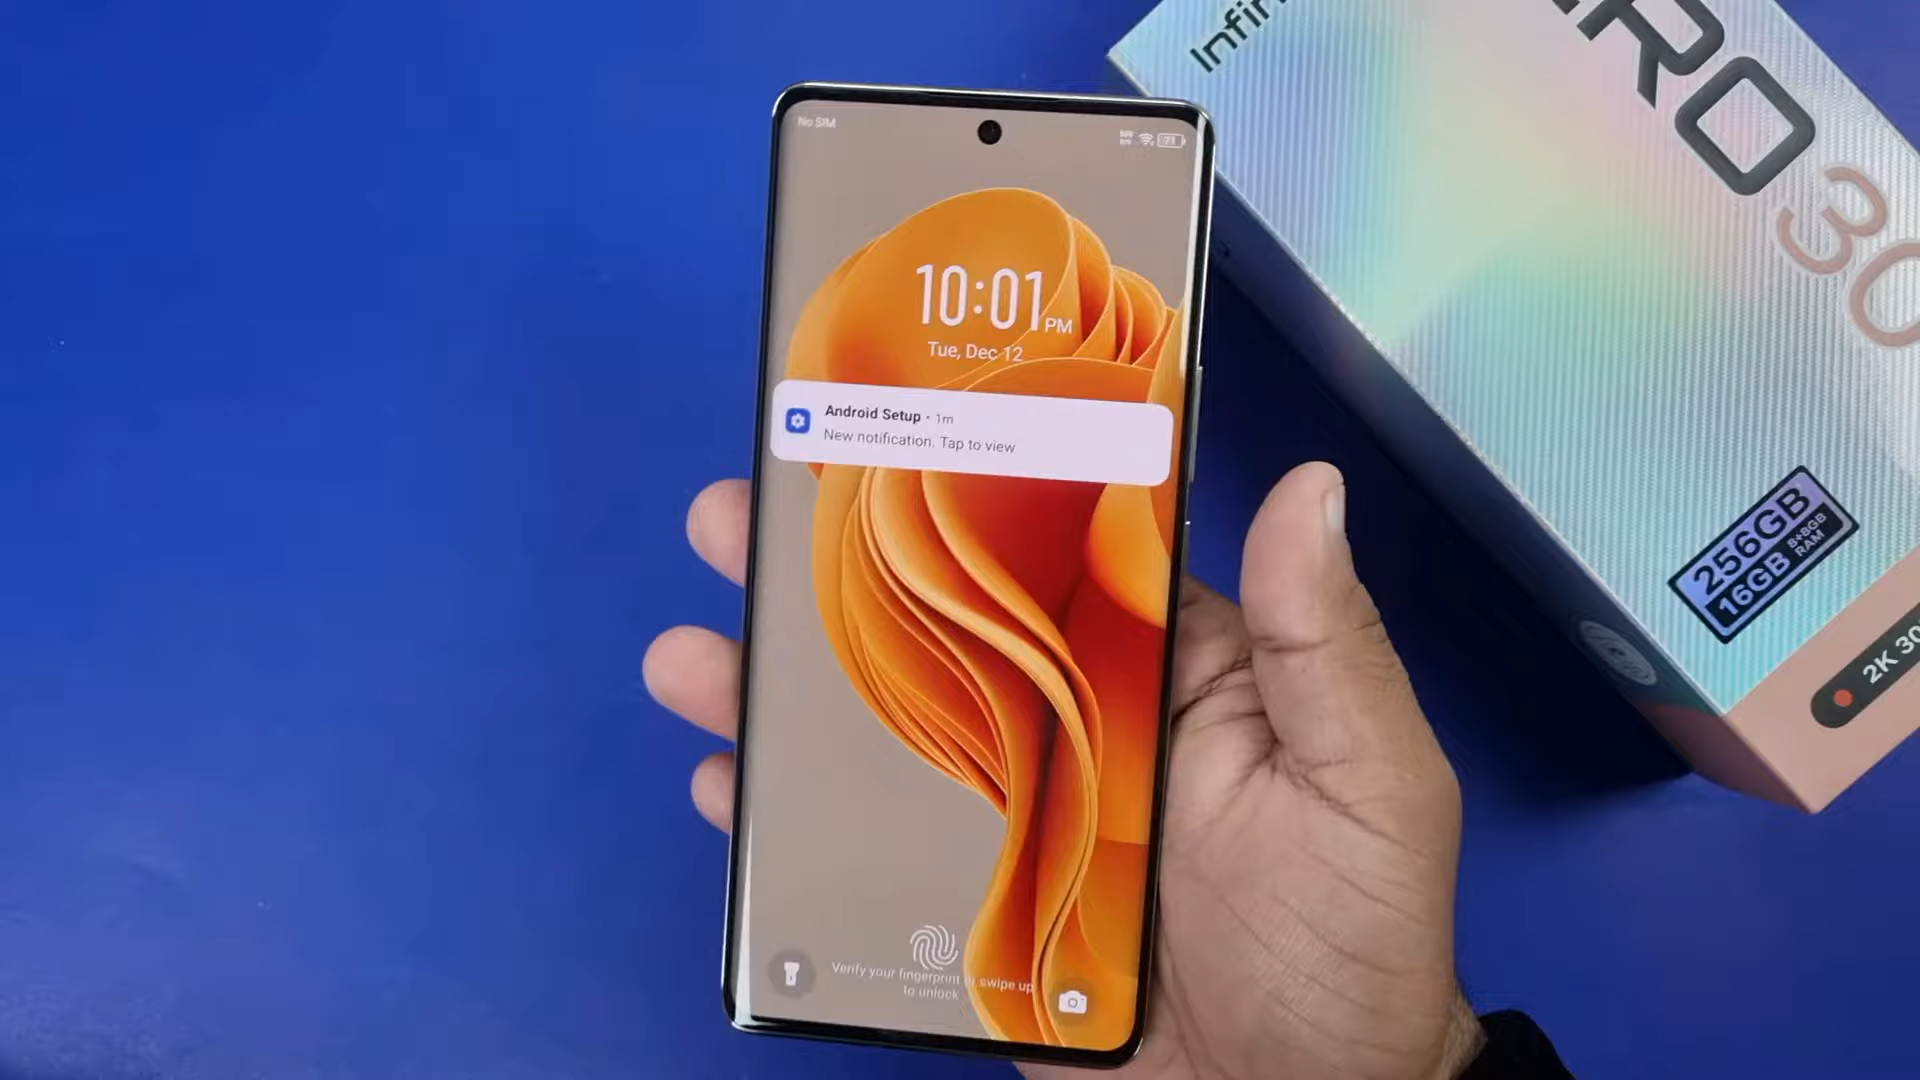 No SIM
71
10:01 PM
Tue, Dec 12
Android Setup · 1m
New notification. Tap to view
Verify your fingerprint or swipe up
to unlock
Infin
RO 30
256GB
16GB 8+8GB
RAM
2K 30